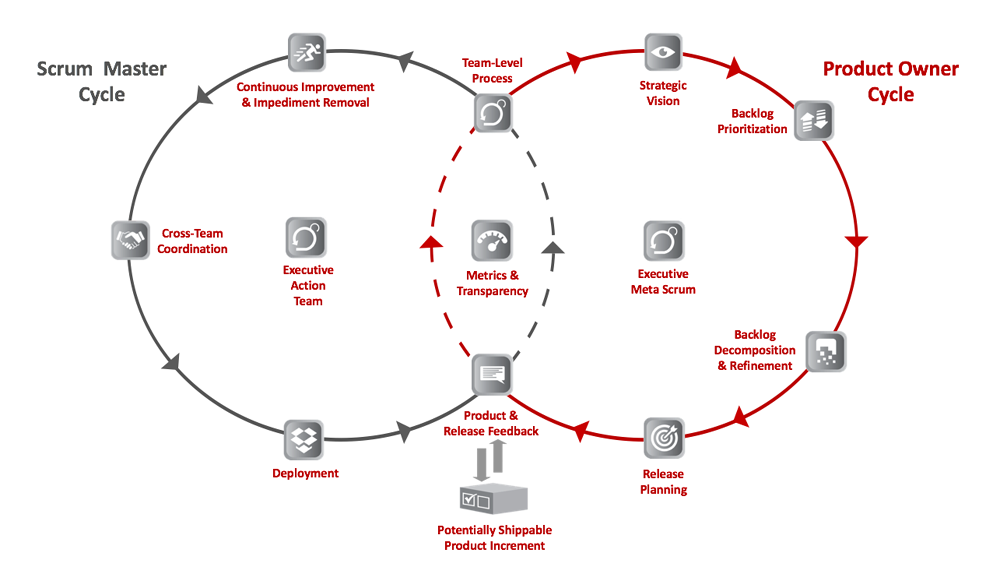 Scrum Master
Cycle
Product Owner
Cycle
Team-Level
Process
Continuous Improvement
& Impediment Removal
Strategic
Vision
Backlog
Prioritization
Cross-Team
Coordination
Executive
Action
Team
Metrics &
Transparency
Executive
Meta Scrum
Backlog
Decomposition
& Refinement
Product &
Release Feedback
Deployment
Release
Planning
Potentially Shippable
Product Increment